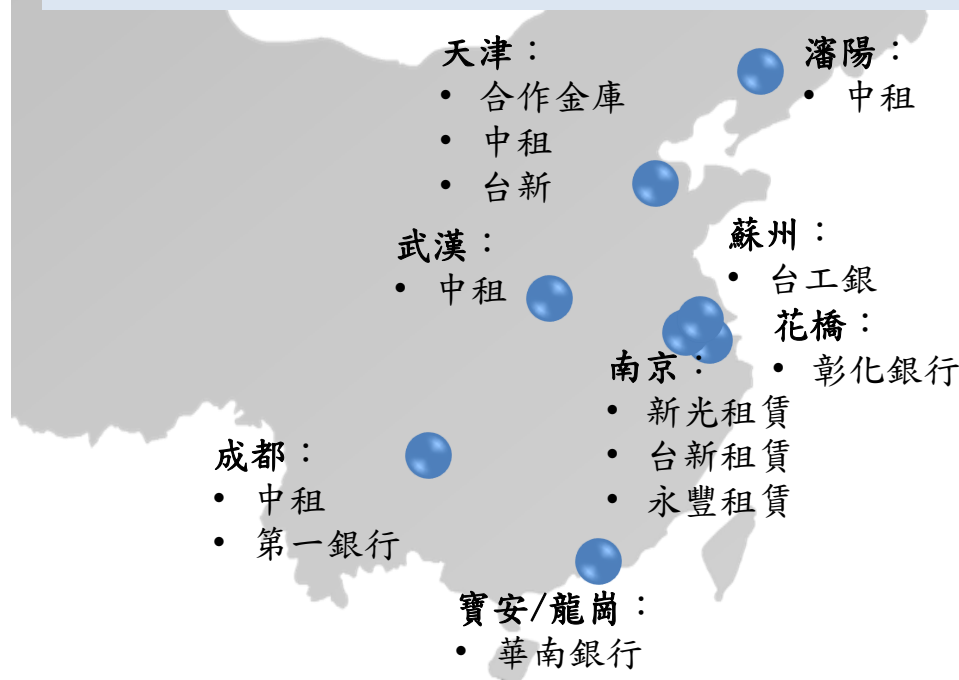 天津：
• 合作金庫
• 中租
• 台新
瀋陽：
• 中租
武漢：
• 中租
蘇州：
• 台工銀
花橋：
• 彰化銀行
南京：
• 新光租賃
• 台新租賃
• 永豐租賃
成都：
• 中租
• 第一銀行
寶安/龍崗：
• 華南銀行